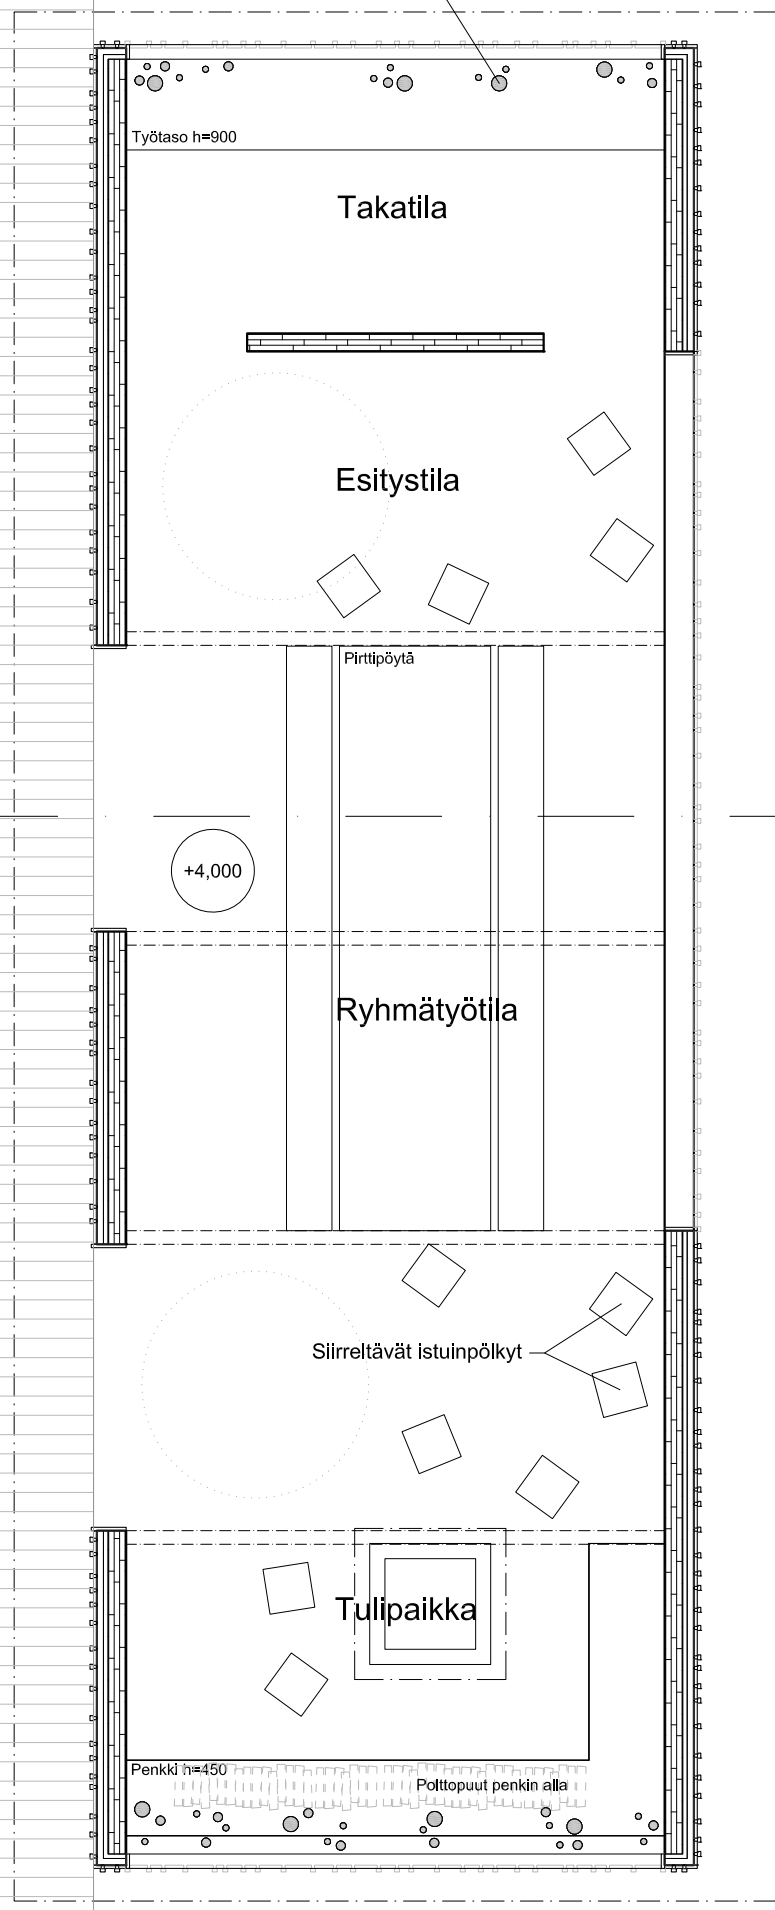 Työtaso h=900
Takatila
Esitystila
Pirttipöytä
+4,000
Ryhmätyötila
Siirreltävät istuinpölkyt
Tulipaikka
Penkki h=450
Polttopuut penkin alla